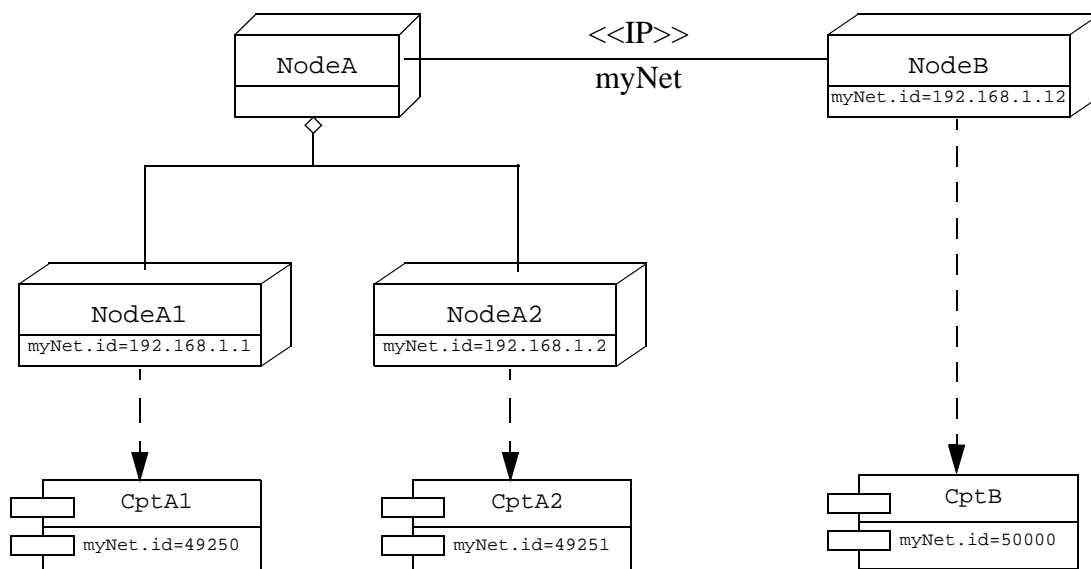 <<IP>>
myNet
NodeA
NodeB
myNet.id=192.168.1.12
NodeA1
myNet.id=192.168.1.1
NodeA2
myNet.id=192.168.1.2
CptA1
myNet.id=49250
CptA2
myNet.id=49251
CptB
myNet.id=50000